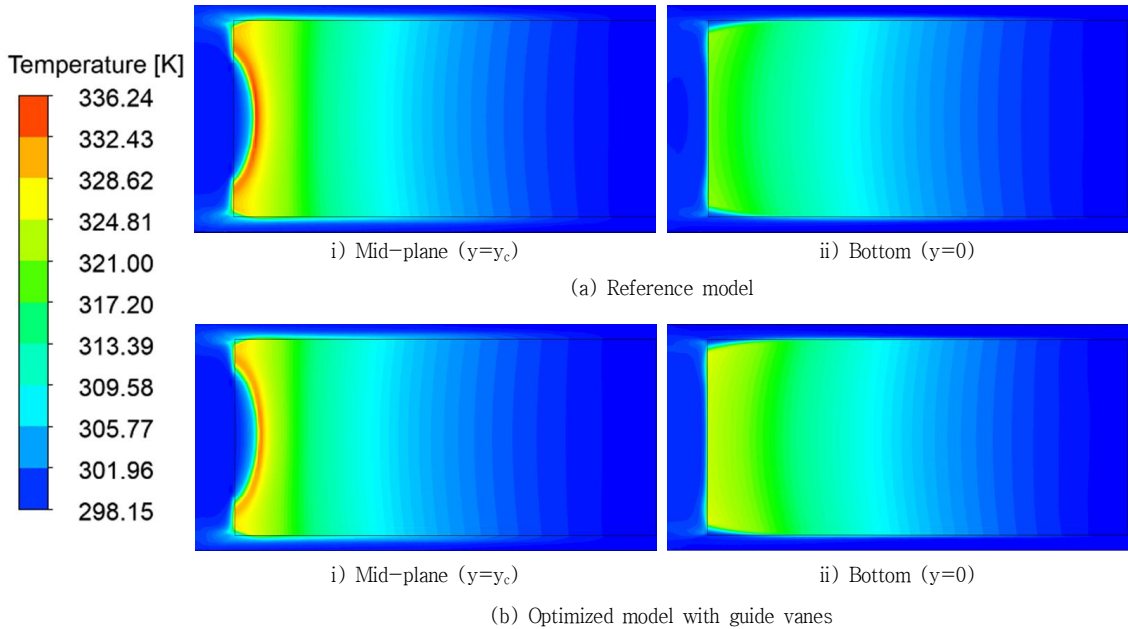 Temperature [K]
336.24
332.43
328.62
324.81
321.00
317.20
313.39
309.58
305.77
301.96
298.15
i) Mid-plane (y=yc)
ii) Bottom (y=0)
(a) Reference model
i) Mid-plane (y=yc)
ii) Bottom (y=0)
(b) Optimized model with guide vanes